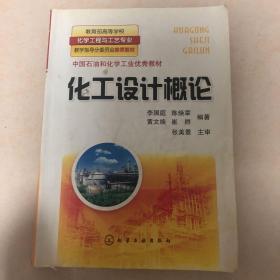 教育部高等学校
化学工程与工艺专业
教学指导分委员会推荐教材
HUAGONG
SHEJI
GAILUN
中国石油和化学工业优秀教材
化工设计概论
李国庭 陈焕章
黄文焕 崔群 编著
张美景 主审
化学工业出版社